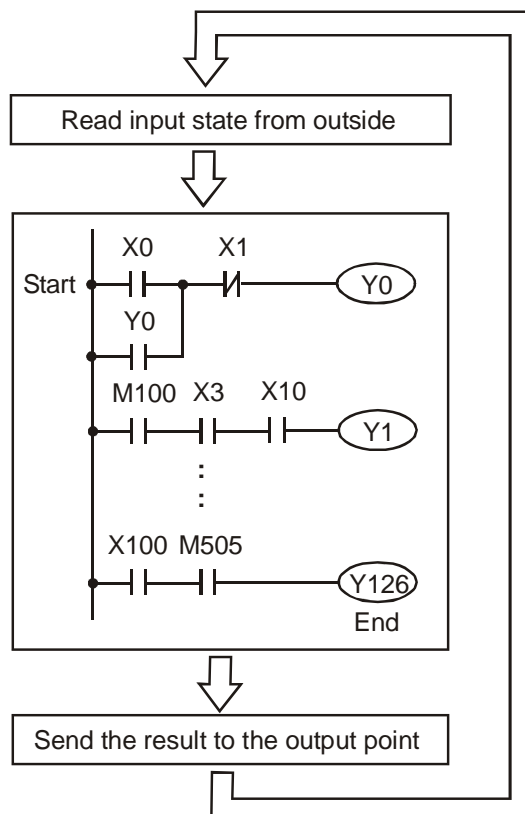 Read input state from outside
X0 X1
Start Y0
Y0
M100 X3 X10
Y1
X100 M505
Y126
End
Send the result to the output point